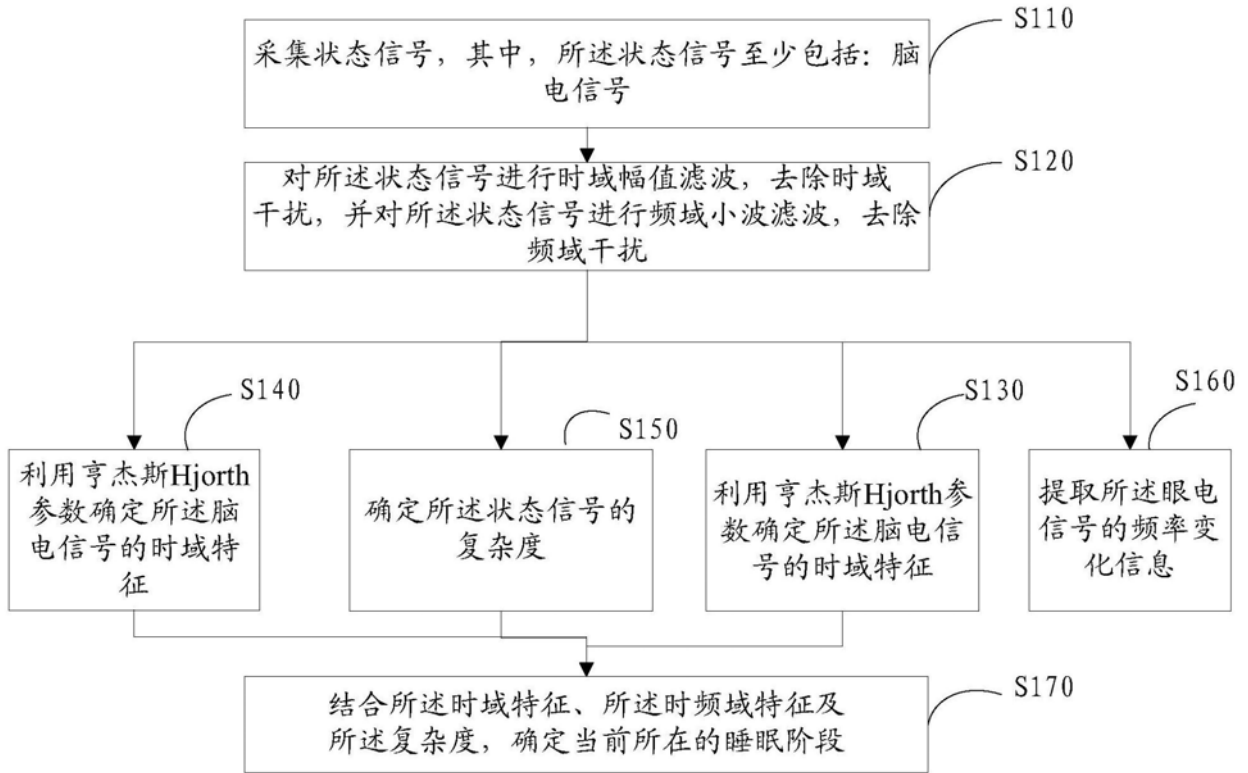 S110
采集状态信号，其中，所述状态信号至少包括：脑
电信号
S120
对所述状态信号进行时域幅值滤波，去除时域
干扰，并对所述状态信号进行频域小波滤波，去除
频域干扰
S140
利用亨杰斯Hjorth
参数确定所述脑
电信号的时域特
征
S150
确定所述状态信号的
复杂度
S130
利用亨杰斯Hjorth参
数确定所述脑电信
号的时域特征
S160
提取所述眼电
信号的频率变
化信息
S170
结合所述时域特征、所述时频域特征及
所述复杂度，确定当前所在的睡眠阶段